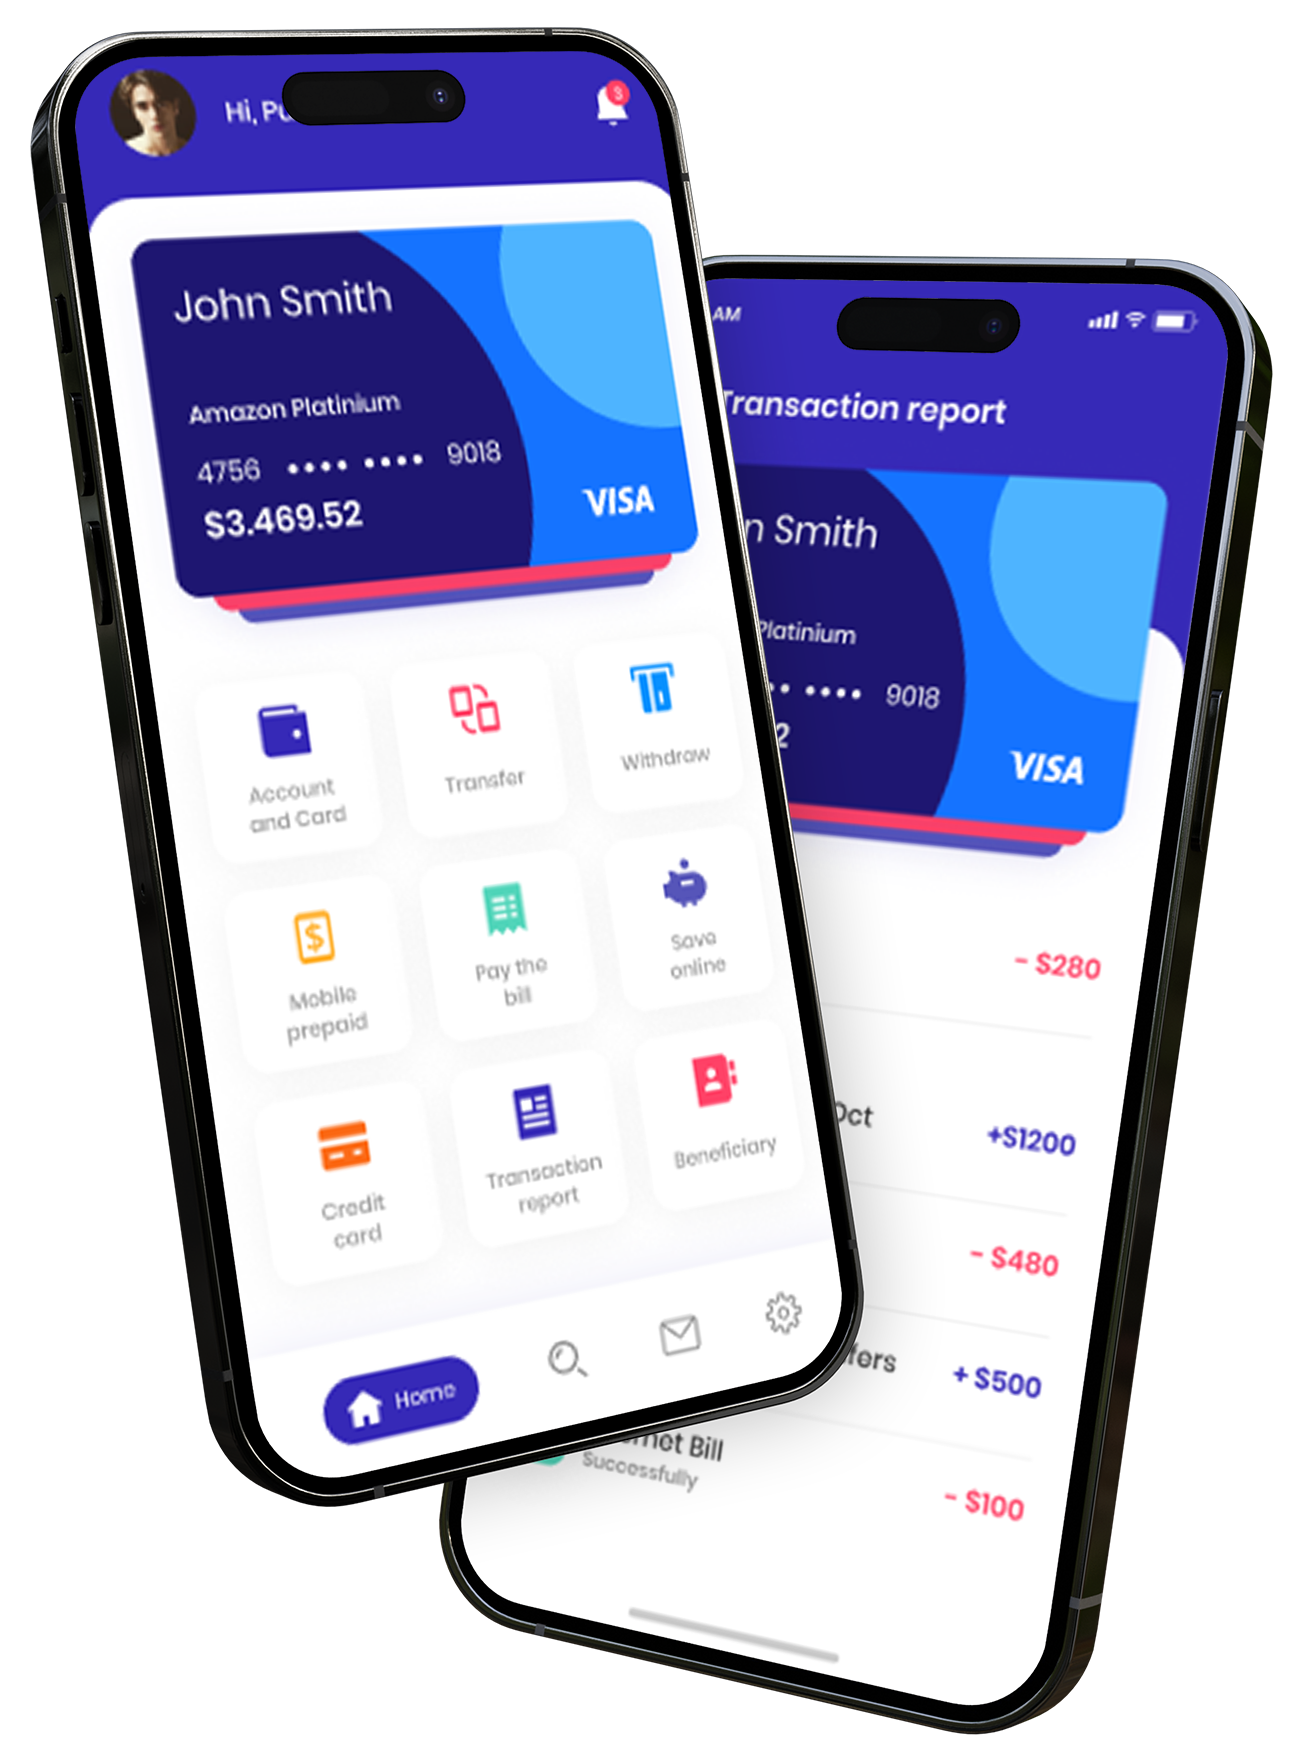 Hi, Pu
3
John Smith
Amazon Platinium
4756 •••• •••• 9018
$3.469.52
VISA
Account
and Card
Transfer
Withdraw
Mobile
prepaid
Pay the
bill
Save
online
Credit
card
Transaction
report
Beneficiary
Home
AM
Transaction report
n Smith
Platinium
•• •••• 9018
2
VISA
- $280
Oct
+$1200
- $480
fers
+ $500
rnet Bill
Successfully
- $100